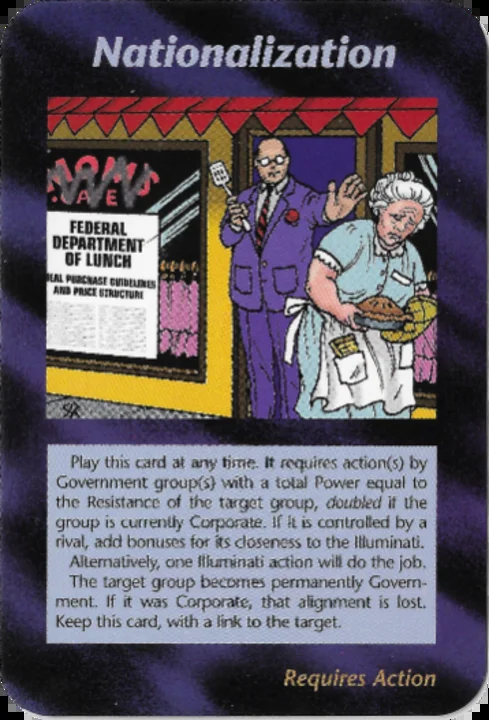 Nationalization
MOM'S
CAFE
FEDERAL
DEPARTMENT
OF LUNCH
MEAL PURCHASE GUIDELINES
AND PRICE STRUCTURE
SR
Play this card at any time. It requires action(s) by
Government group(s) with a total Power equal to
the Resistance of the target group, doubled if the
group is currently Corporate. If it is controlled by a
rival, add bonuses for its closeness to the Illuminati.
Alternatively, one Illuminati action will do the job.
The target group becomes permanently Govern-
ment. If it was Corporate, that alignment is lost.
Keep this card, with a link to the target.
Requires Action